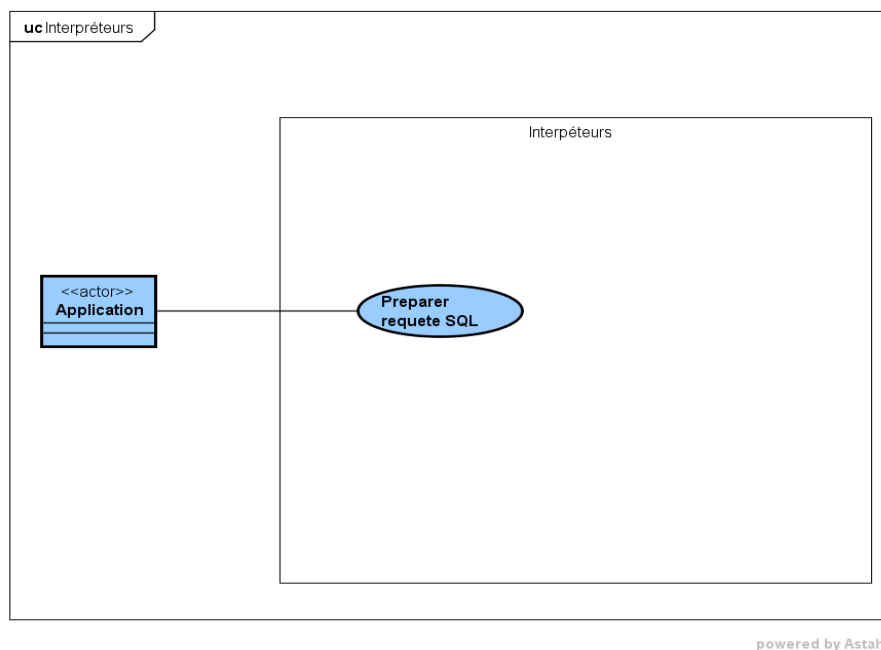 uc Interpréteurs
Interpéteurs
<<actor>>
Application
Preparer
requete SQL
powered by Astah